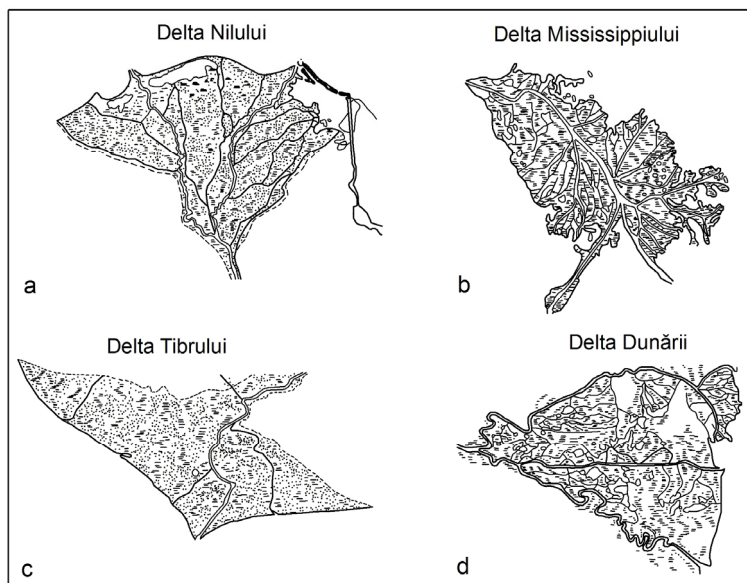 Delta Nilului
a
Delta Mississippiului
b
Delta Tibrului
c
Delta Dunării
d